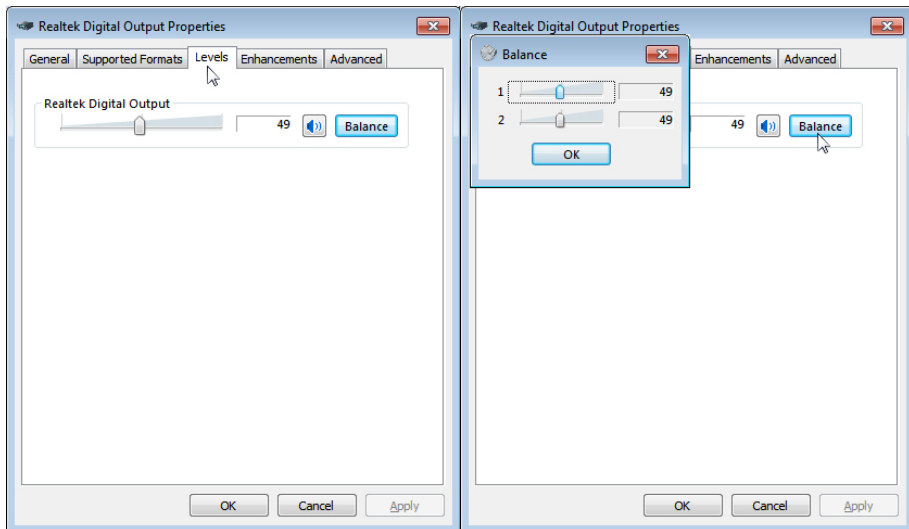 Realtek Digital Output Properties
General Supported Formats Levels Enhancements Advanced
Realtek Digital Output
49 Balance
OK Cancel Apply
Realtek Digital Output Properties
Balance
1 49
2 49
OK
Enhancements Advanced
49 Balance
OK Cancel Apply